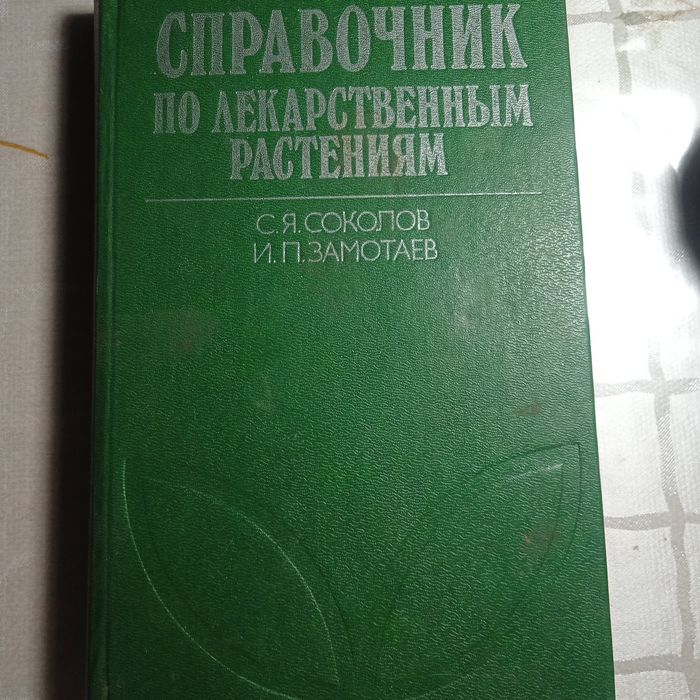 СПРАВОЧНИК
ПО ЛЕКАРСТВЕННЫМ
РАСТЕНИЯМ
С.Я.СОКОЛОВ
И.П.ЗАМОТАЕВ